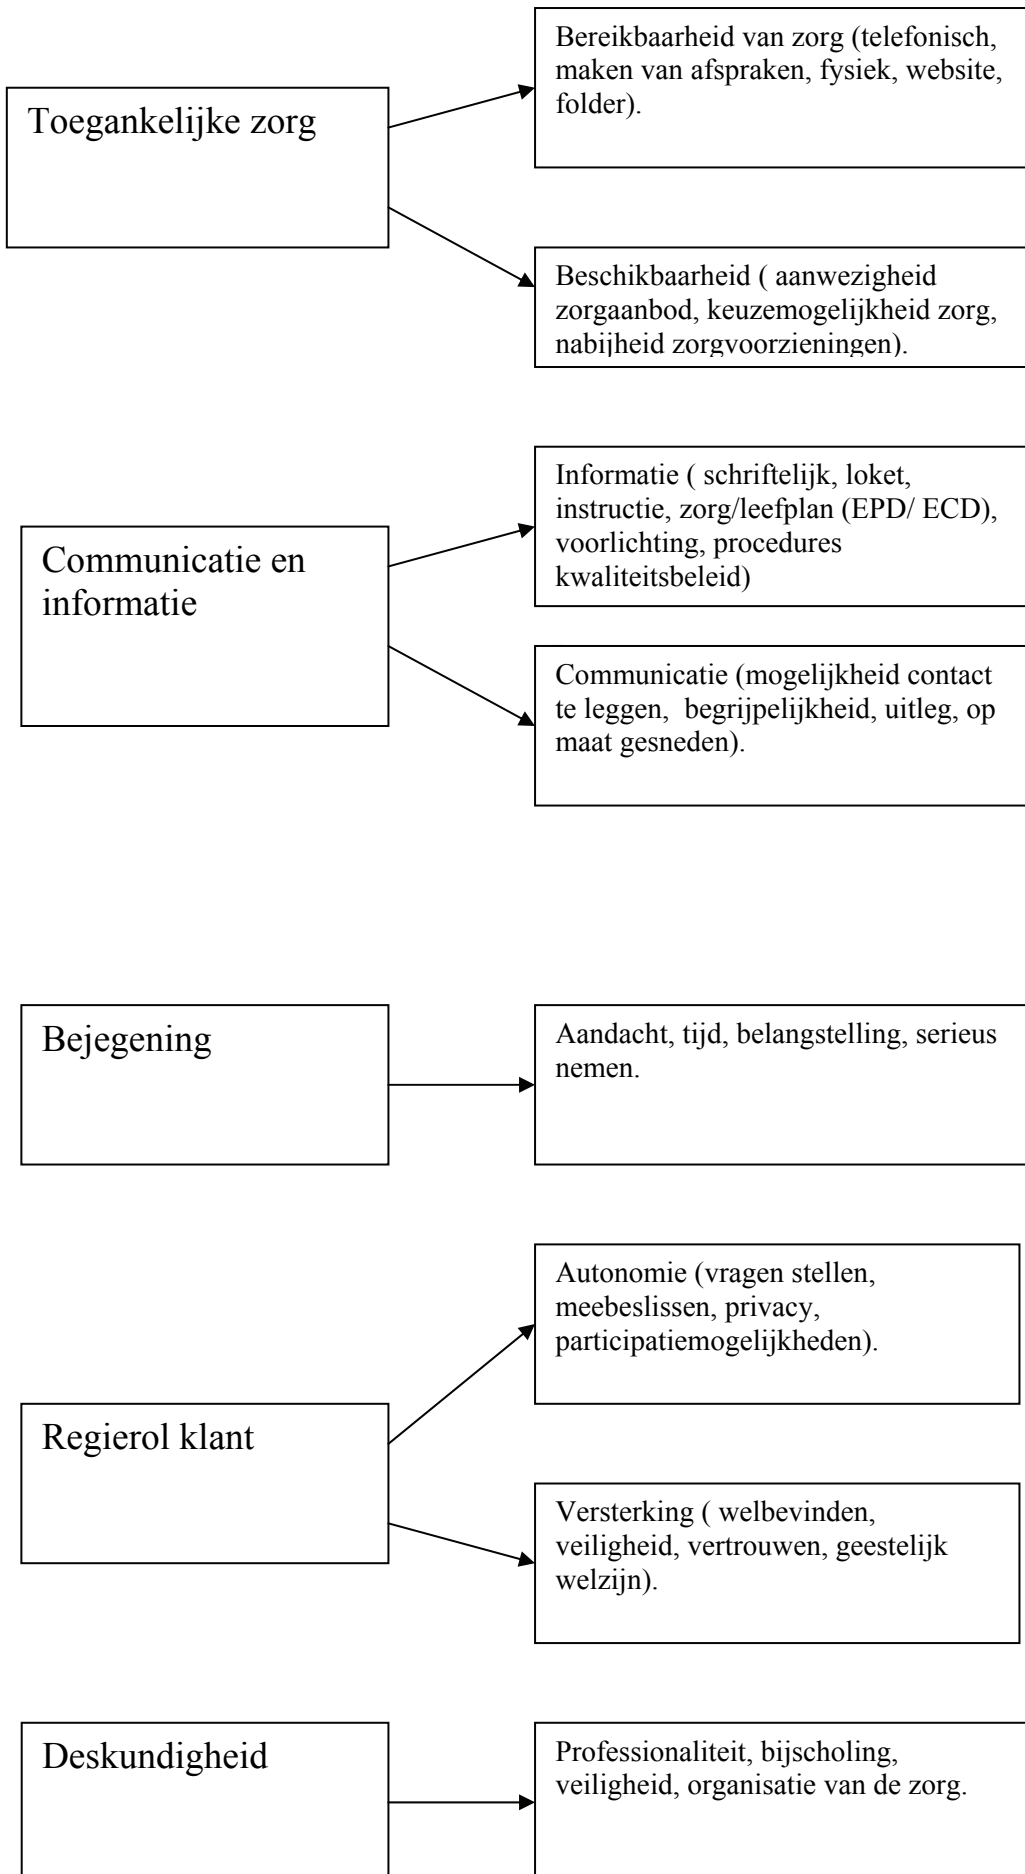 Toegankelijke zorg
Bereikbaarheid van zorg (telefonisch,
maken van afspraken, fysiek, website,
folder).
Beschikbaarheid ( aanwezigheid
zorgaanbod, keuzemogelijkheid zorg,
nabijheid zorgvoorzieningen).
Communicatie en
informatie
Informatie ( schriftelijk, loket,
instructie, zorg/leefplan (EPD/ ECD),
voorlichting, procedures
kwaliteitsbeleid)
Communicatie (mogelijkheid contact
te leggen,  begrijpelijkheid, uitleg, op
maat gesneden).
Bejegening
Aandacht, tijd, belangstelling, serieus
nemen.
Regierol klant
Autonomie (vragen stellen,
meebeslissen, privacy,
participatiemogelijkheden).
Versterking ( welbevinden,
veiligheid, vertrouwen, geestelijk
welzijn).
Deskundigheid
Professionaliteit, bijscholing,
veiligheid, organisatie van de zorg.